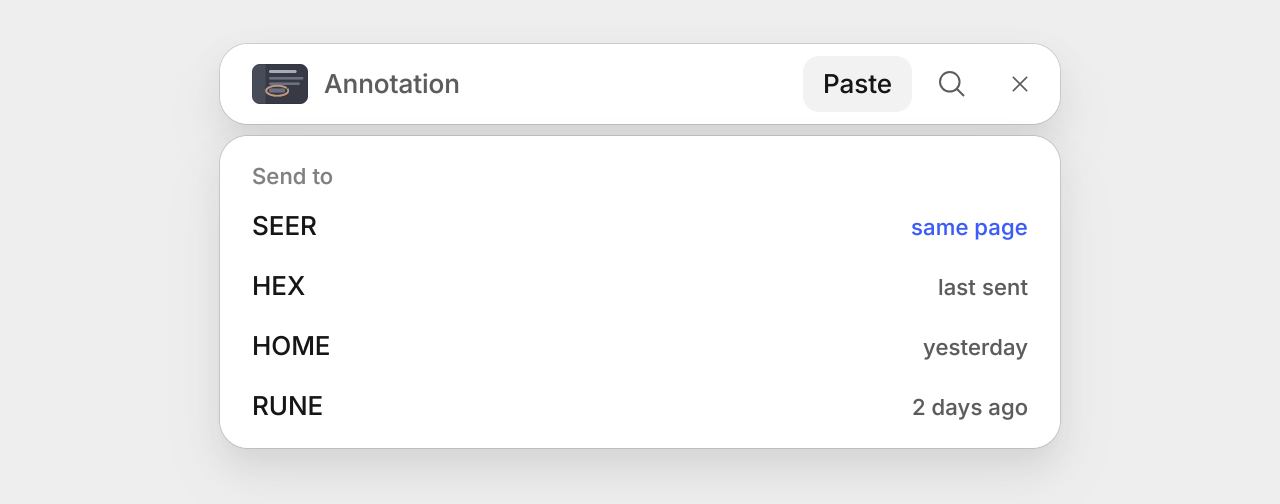 Annotation
Paste
Send to
SEER
same page
HEX
last sent
HOME
yesterday
RUNE
2 days ago